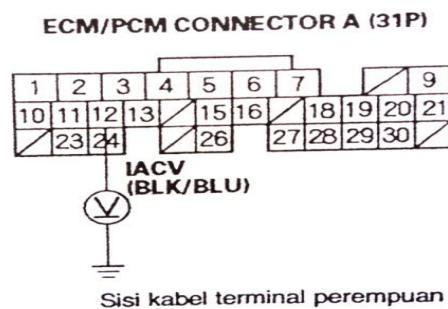 ECM/PCM CONNECTOR A (31P)
1 2 3 4 5 6 7 9
10 11 12 13 15 16 18 19 20 21
23 24 26 27 28 29 30
IACV
(BLK/BLU)
V
Sisi kabel terminal perempuan